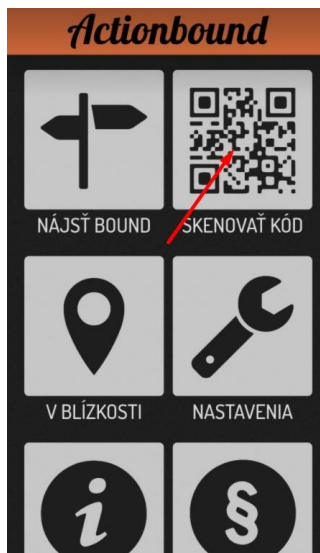 Actionbound
NÁJSŤ BOUND
SKENOVAŤ KÓD
V BLÍZKOSTI
NASTAVENIA
i
§